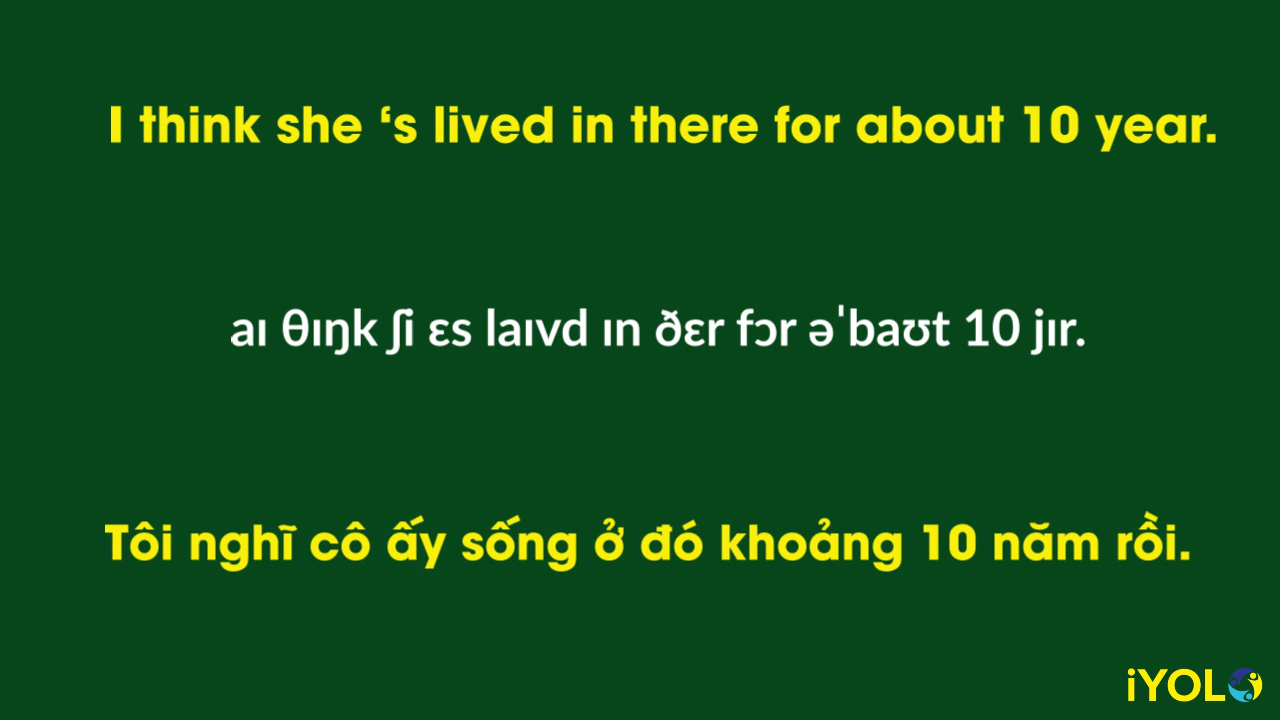 I think she ‘s lived in there for about 10 year.
aɪ θɪŋk ʃi ɛs laɪvd ɪn ðɛr fɔr əˈbaʊt 10 jɪr.
Tôi nghĩ cô ấy sống ở đó khoảng 10 năm rồi.
iYOLO